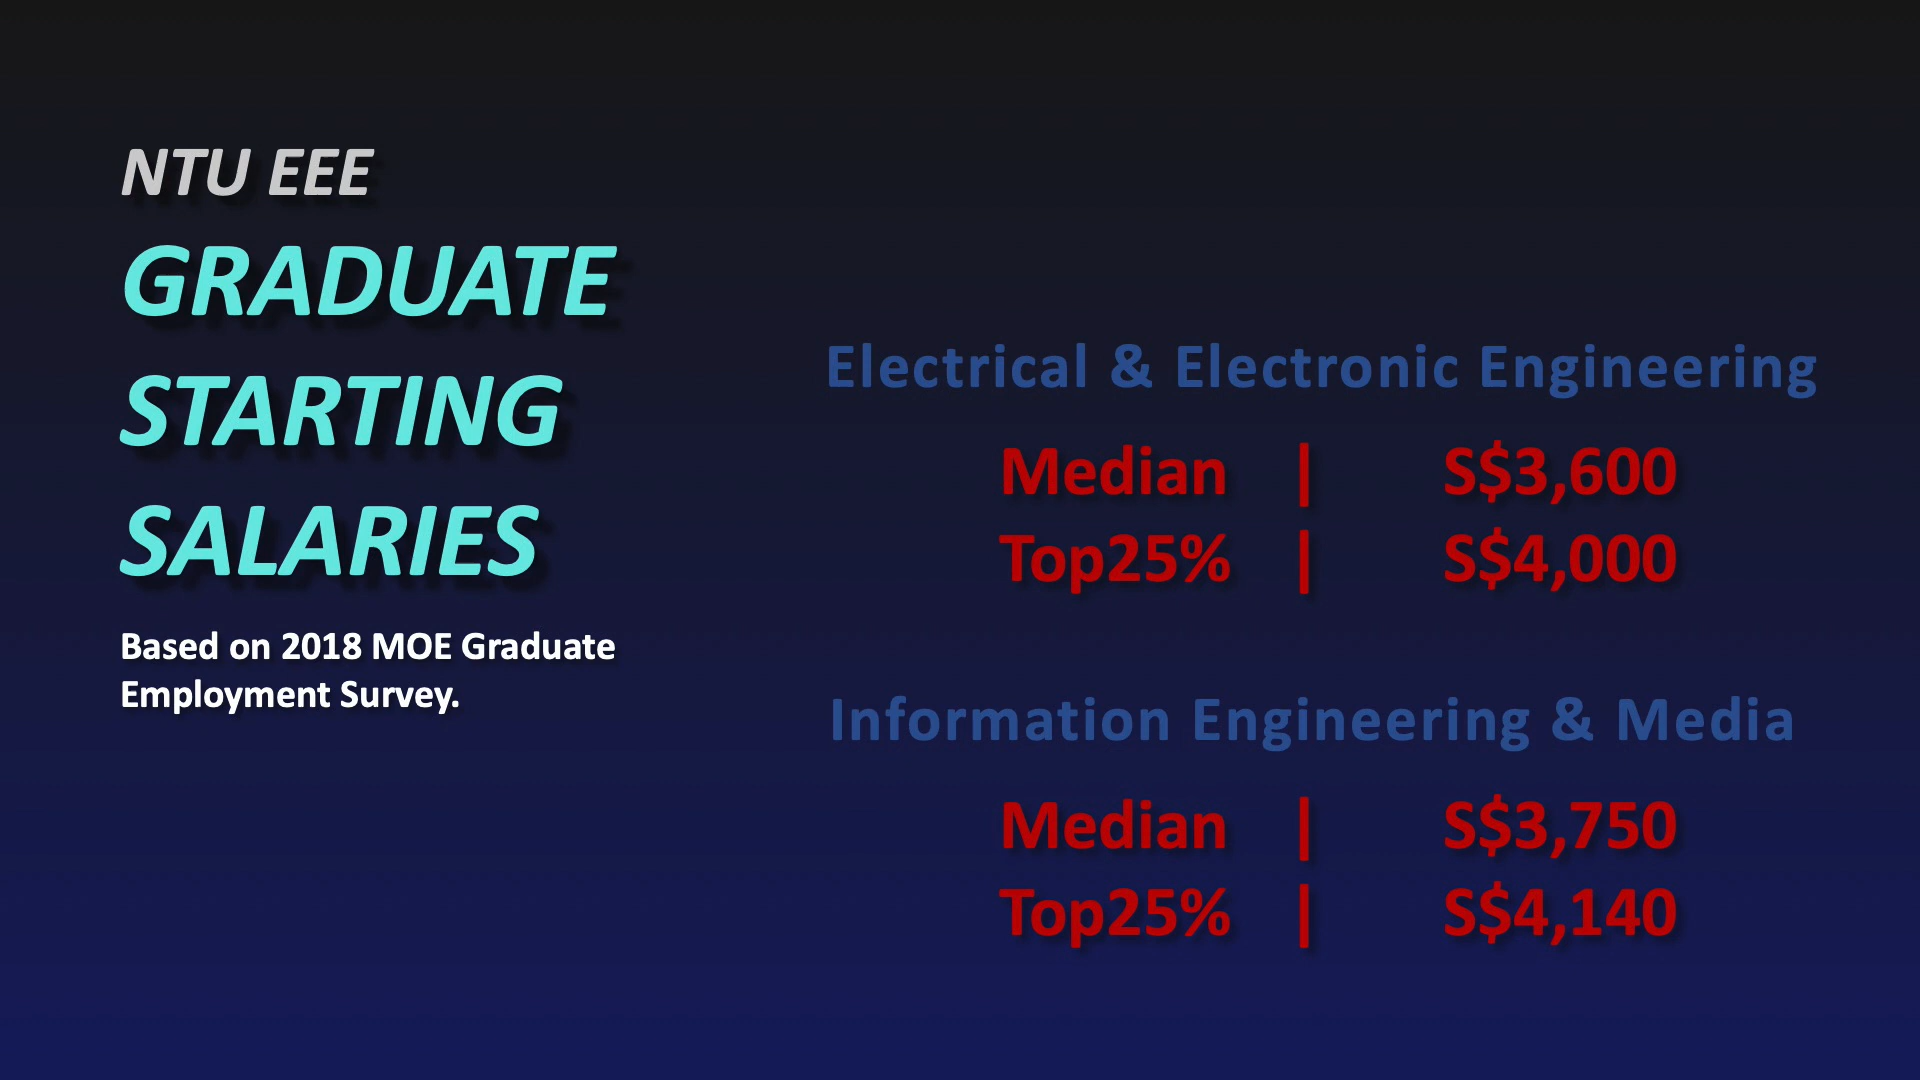 NTU EEE
GRADUATE
STARTING
SALARIES
Based on 2018 MOE Graduate
Employment Survey.
Electrical & Electronic Engineering
Median | S$3,600
Top25% | S$4,000
Information Engineering & Media
Median | S$3,750
Top25% | S$4,140